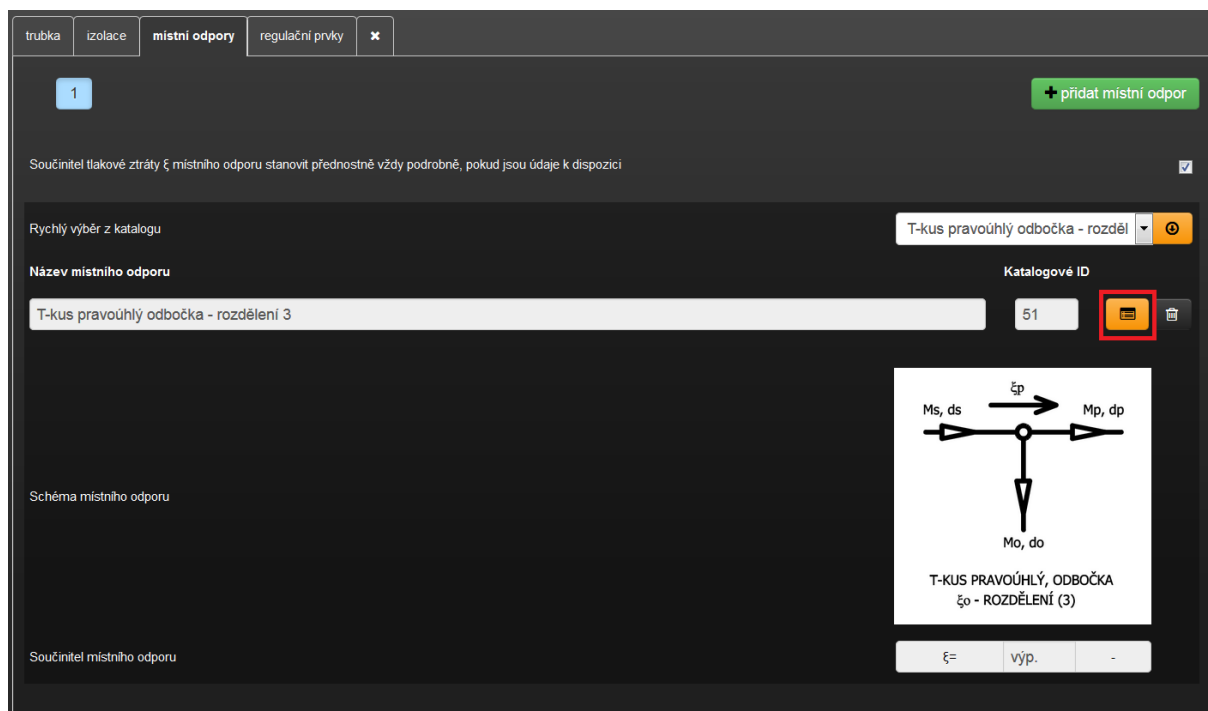 trubka izolace místní odpory regulační prvky
1
přidat místní odpor
Součinitel tlakové ztráty ξ místního odporu stanovit přednostně vždy podrobně, pokud jsou údaje k dispozici
Rychlý výběr z katalogu
T-kus pravoúhlý odbočka - rozděl
Název místního odporu
Katalogové ID
T-kus pravoúhlý odbočka - rozdělení 3
51
ξp
Ms, ds
Mp, dp
Schéma místního odporu
Mo, do
T-KUS PRAVOÚHLÝ, ODBOČKA
ξo - ROZDĚLENÍ (3)
Součinitel místního odporu
ξ= výp. -